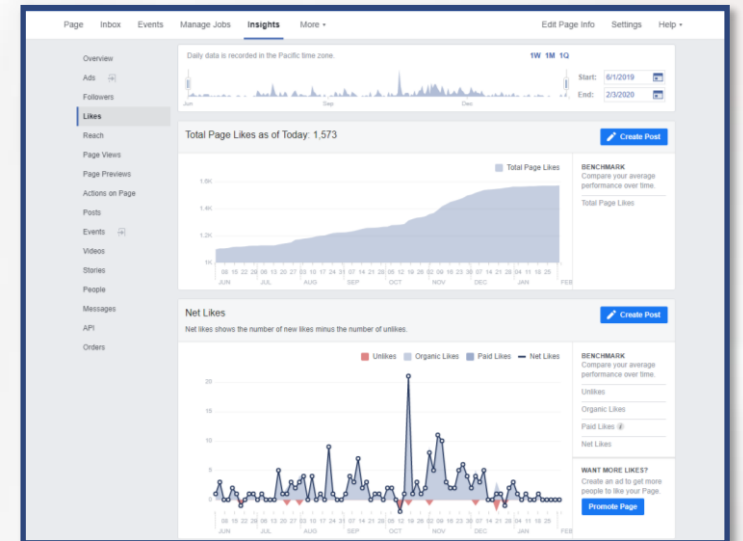 Page Inbox Events Manage Jobs Insights More Edit Page Info Settings Help
Overview
Ads
Followers
Likes
Reach
Page Views
Page Previews
Actions on Page
Posts
Events
Videos
Stories
People
Messages
API
Orders
Daily data is recorded in the Pacific time zone.
1W 1M 1Q
Start: 6/1/2019
End: 2/3/2020
Jun Sep Dec
Total Page Likes as of Today: 1,573
Create Post
Total Page Likes
1.6K
1.4K
1.2K
1K
JUN JUL AUG SEP OCT NOV DEC JAN FEB
BENCHMARK
Compare your average
performance over time.
Total Page Likes
Net Likes
Net likes shows the number of new likes minus the number of unlikes.
Create Post
Unlikes Organic Likes Paid Likes Net Likes
20
15
10
5
0
JUN JUL AUG SEP OCT NOV DEC JAN FEB
BENCHMARK
Compare your average
performance over time.
Unlikes
Organic Likes
Paid Likes
Net Likes
WANT MORE LIKES?
Create an ad to get more
people to like your Page.
Promote Page